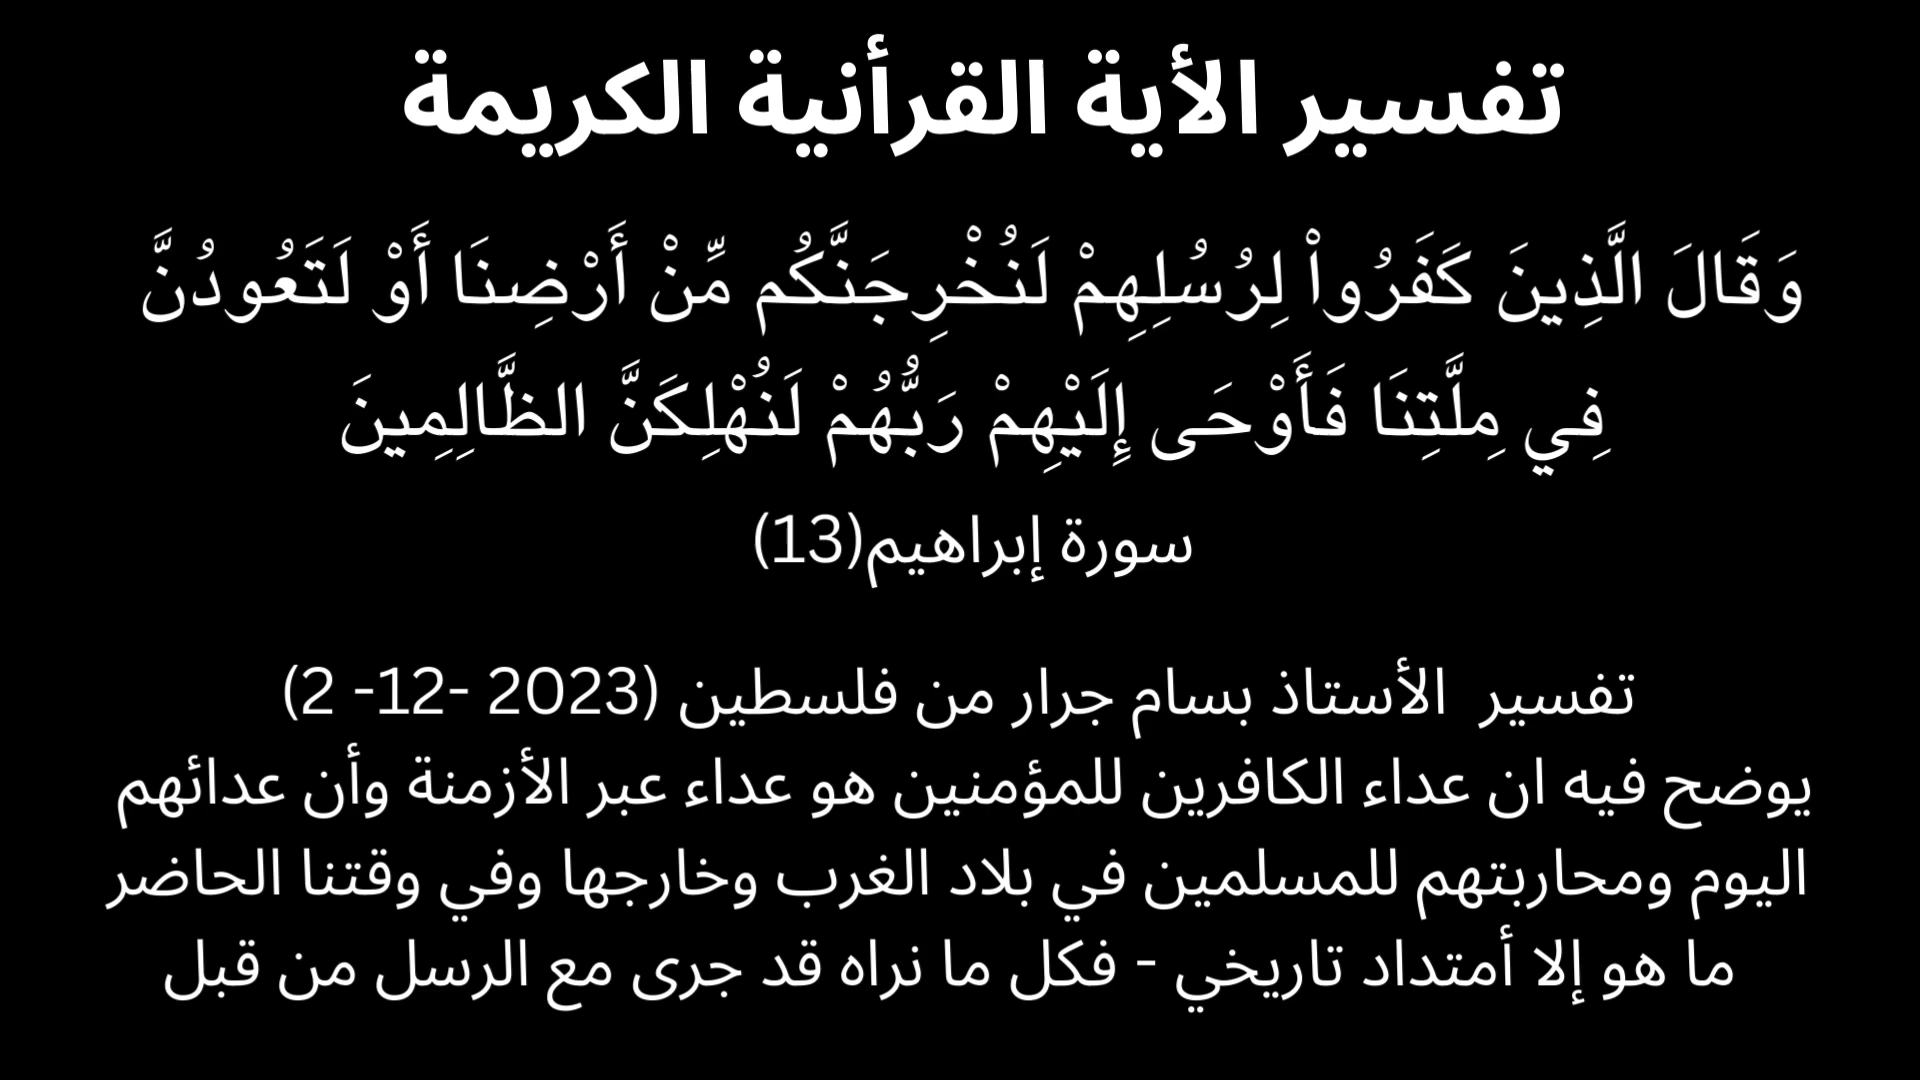 تفسير الأية القرأنية الكريمة
وَقَالَ الَّذِينَ كَفَرُواْ لِرُسُلِهِمْ لَنُخْرِجَنَّكُم مِّنْ أَرْضِنَا أَوْ لَتَعُودُنَّ
فِي مِلَّتِنَا فَأَوْحَى إِلَيْهِمْ رَبُّهُمْ لَنُهْلِكَنَّ الظَّالِمِينَ
سورة إبراهيم(13)
تفسير  الأستاذ بسام جرار من فلسطين (2023 -12- 2)
يوضح فيه ان عداء الكافرين للمؤمنين هو عداء عبر الأزمنة وأن عدائهم
اليوم ومحاربتهم للمسلمين في بلاد الغرب وخارجها وفي وقتنا الحاضر
ما هو إلا أمتداد تاريخي - فكل ما نراه قد جرى مع الرسل من قبل